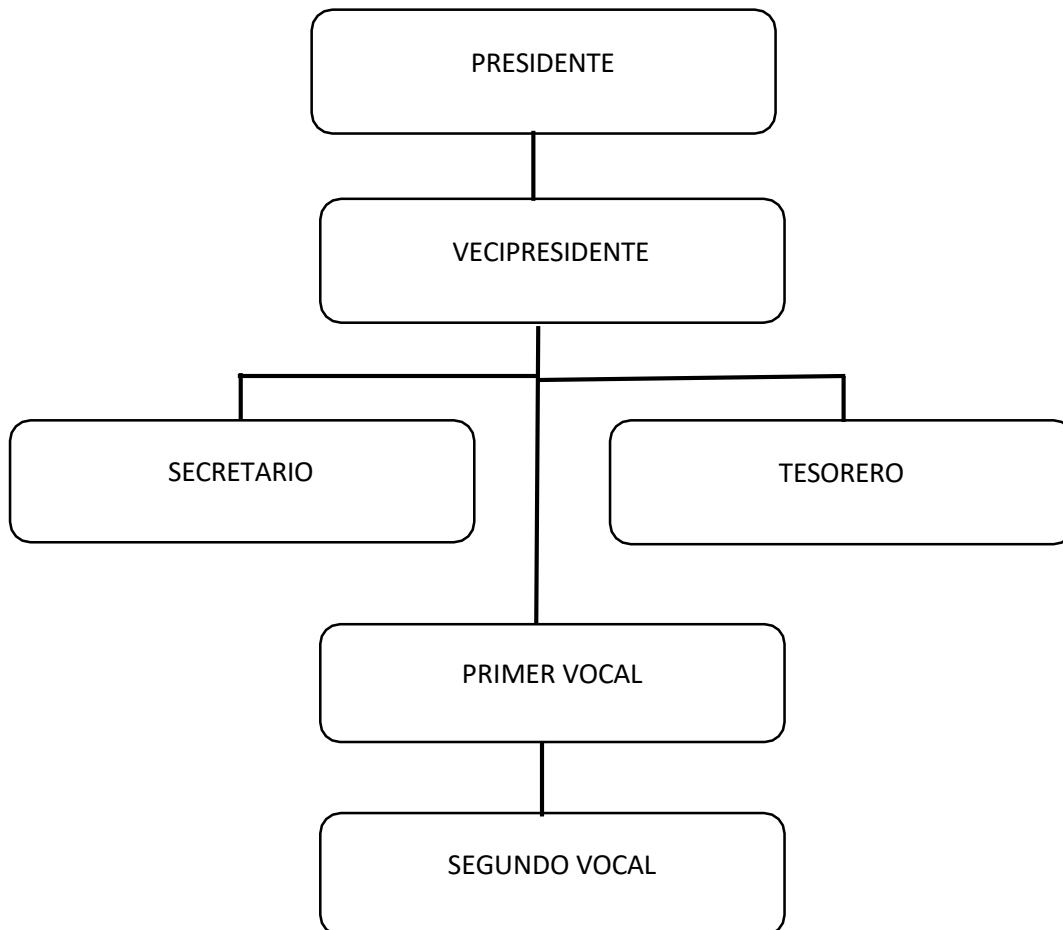 PRESIDENTE
VECIPRESIDENTE
SECRETARIO
TESORERO
PRIMER VOCAL
SEGUNDO VOCAL